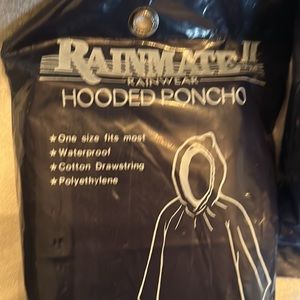 RAINMATE II
RAINWEAR
HOODED PONCHO
★ One size fits most
★ Waterproof
★ Cotton Drawstring
★ Polyethylene